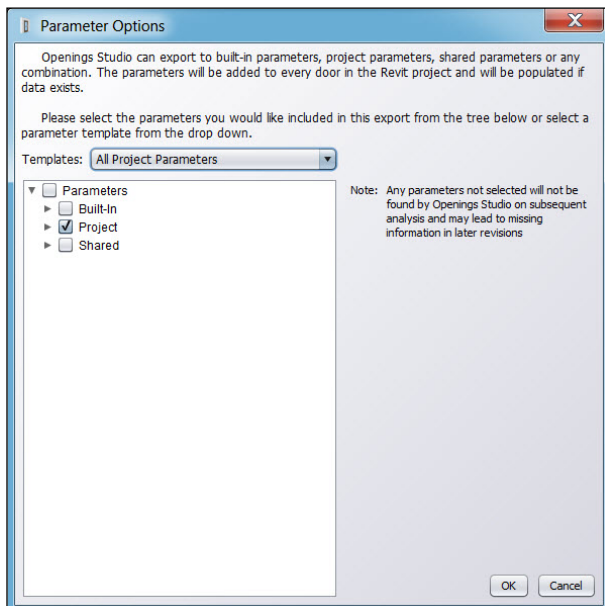 Parameter Options
Openings Studio can export to built-in parameters, project parameters, shared parameters or any
combination. The parameters will be added to every door in the Revit project and will be populated if
data exists.
Please select the parameters you would like included in this export from the tree below or select a
parameter template from the drop down.
Templates: All Project Parameters
Parameters
Built-In
Project
Shared
Note: Any parameters not selected will not be
found by Openings Studio on subsequent
analysis and may lead to missing
information in later revisions
OK Cancel